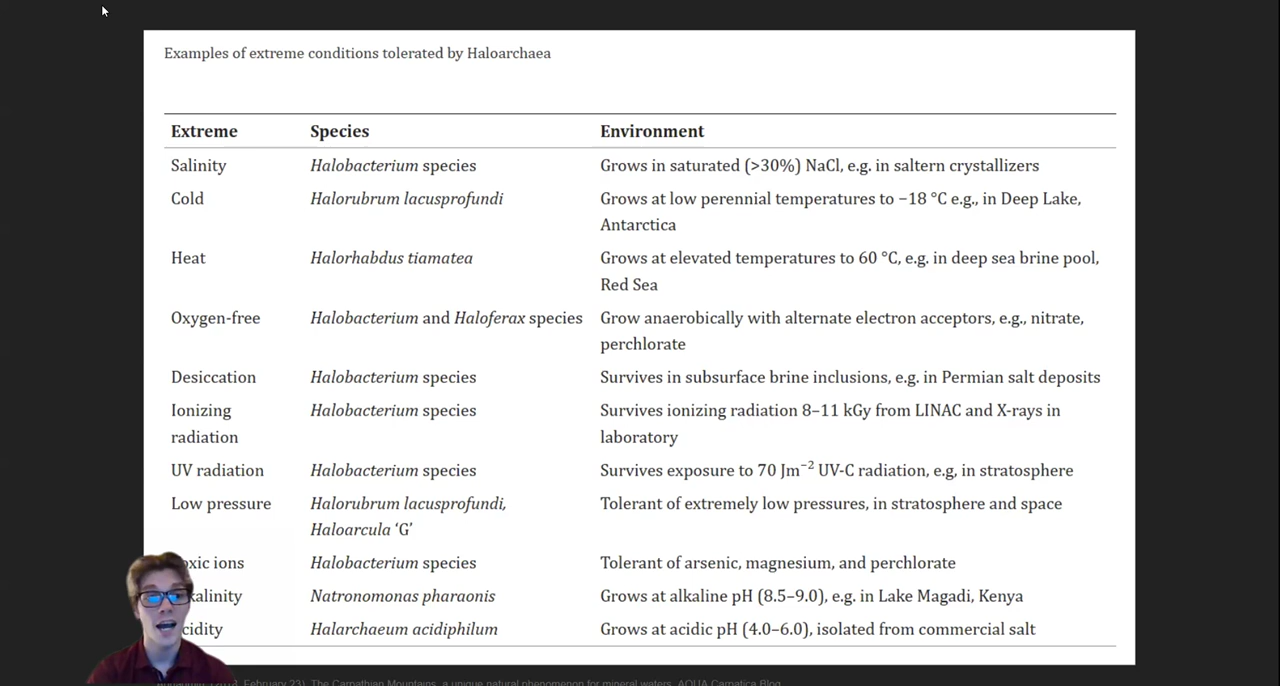 Examples of extreme conditions tolerated by Haloarchaea
Extreme Species Environment
Salinity Halobacterium species Grows in saturated (>30%) NaCl, e.g. in saltern crystallizers
Cold Halorubrum lacusprofundi Grows at low perennial temperatures to −18 °C e.g., in Deep Lake,
Antarctica
Heat Halorhabdus tiamatea Grows at elevated temperatures to 60 °C, e.g. in deep sea brine pool,
Red Sea
Oxygen-free Halobacterium and Haloferax species Grow anaerobically with alternate electron acceptors, e.g., nitrate,
perchlorate
Desiccation Halobacterium species Survives in subsurface brine inclusions, e.g. in Permian salt deposits
Ionizing Halobacterium species Survives ionizing radiation 8–11 kGy from LINAC and X-rays in
radiation laboratory
UV radiation Halobacterium species Survives exposure to 70 Jm⁻² UV-C radiation, e.g, in stratosphere
Low pressure Halorubrum lacusprofundi, Tolerant of extremely low pressures, in stratosphere and space
Haloarcula ‘G’
oxic ions Halobacterium species Tolerant of arsenic, magnesium, and perchlorate
kalinity Natronomonas pharaonis Grows at alkaline pH (8.5–9.0), e.g. in Lake Magadi, Kenya
cidity Halarchaeum acidiphilum Grows at acidic pH (4.0–6.0), isolated from commercial salt
February 23). The Carpathian Mountains, a unique natural phenomenon for mineral waters. AQUA Carpatica Blog.